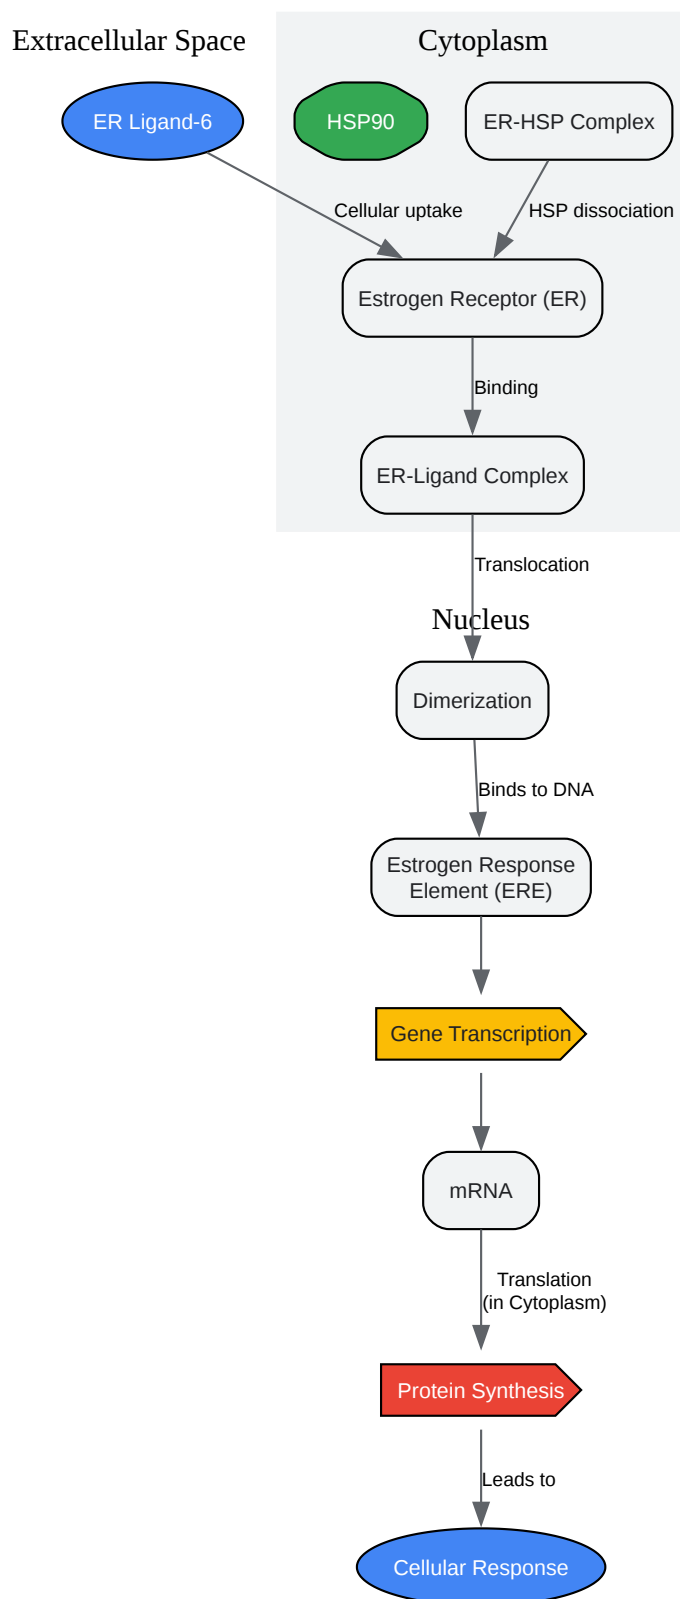 Extracellular Space
Cytoplasm
ER Ligand-6
HSP90
ER-HSP Complex
Cellular uptake
HSP dissociation
Estrogen Receptor (ER)
Binding
ER-Ligand Complex
Translocation
Nucleus
Dimerization
Binds to DNA
Estrogen Response
Element (ERE)
Gene Transcription
mRNA
Translation
(in Cytoplasm)
Protein Synthesis
Leads to
Cellular Response